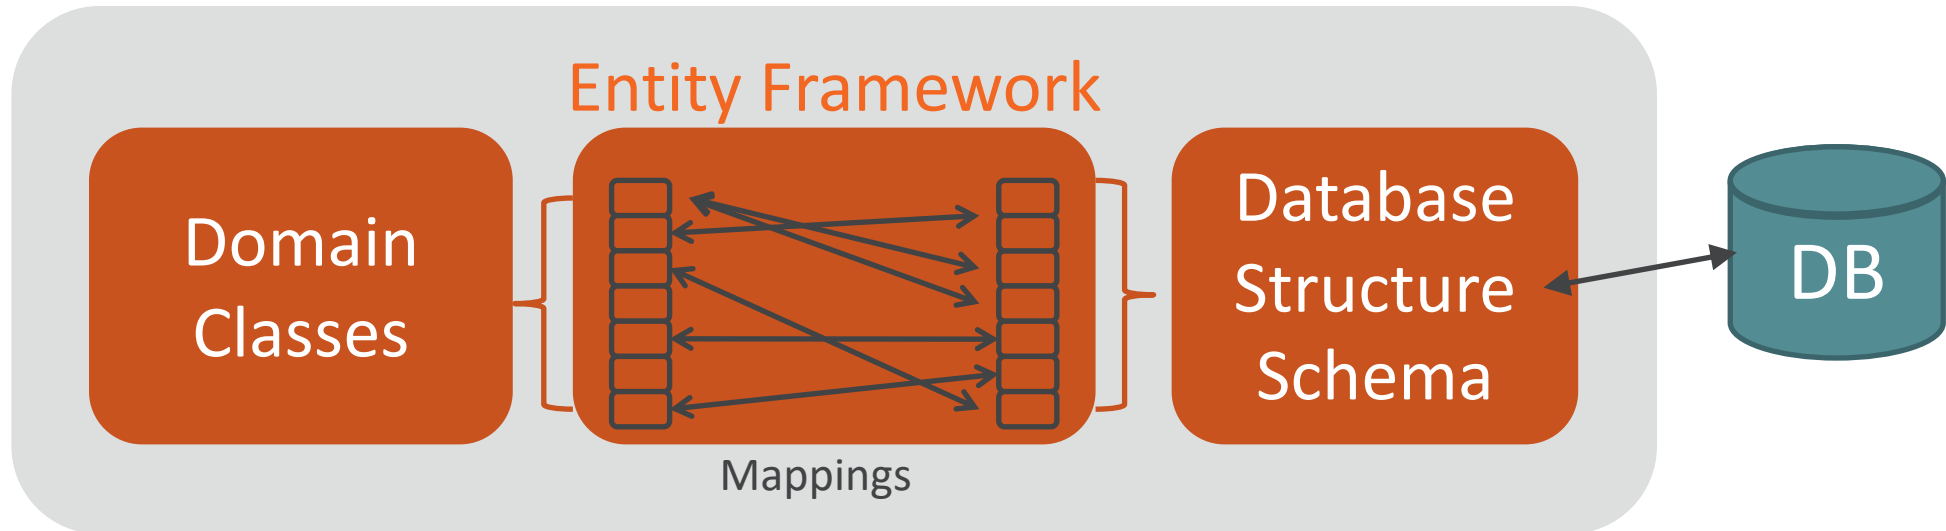 Entity Framework
Domain
Classes
Mappings
Database
Structure
Schema
DB